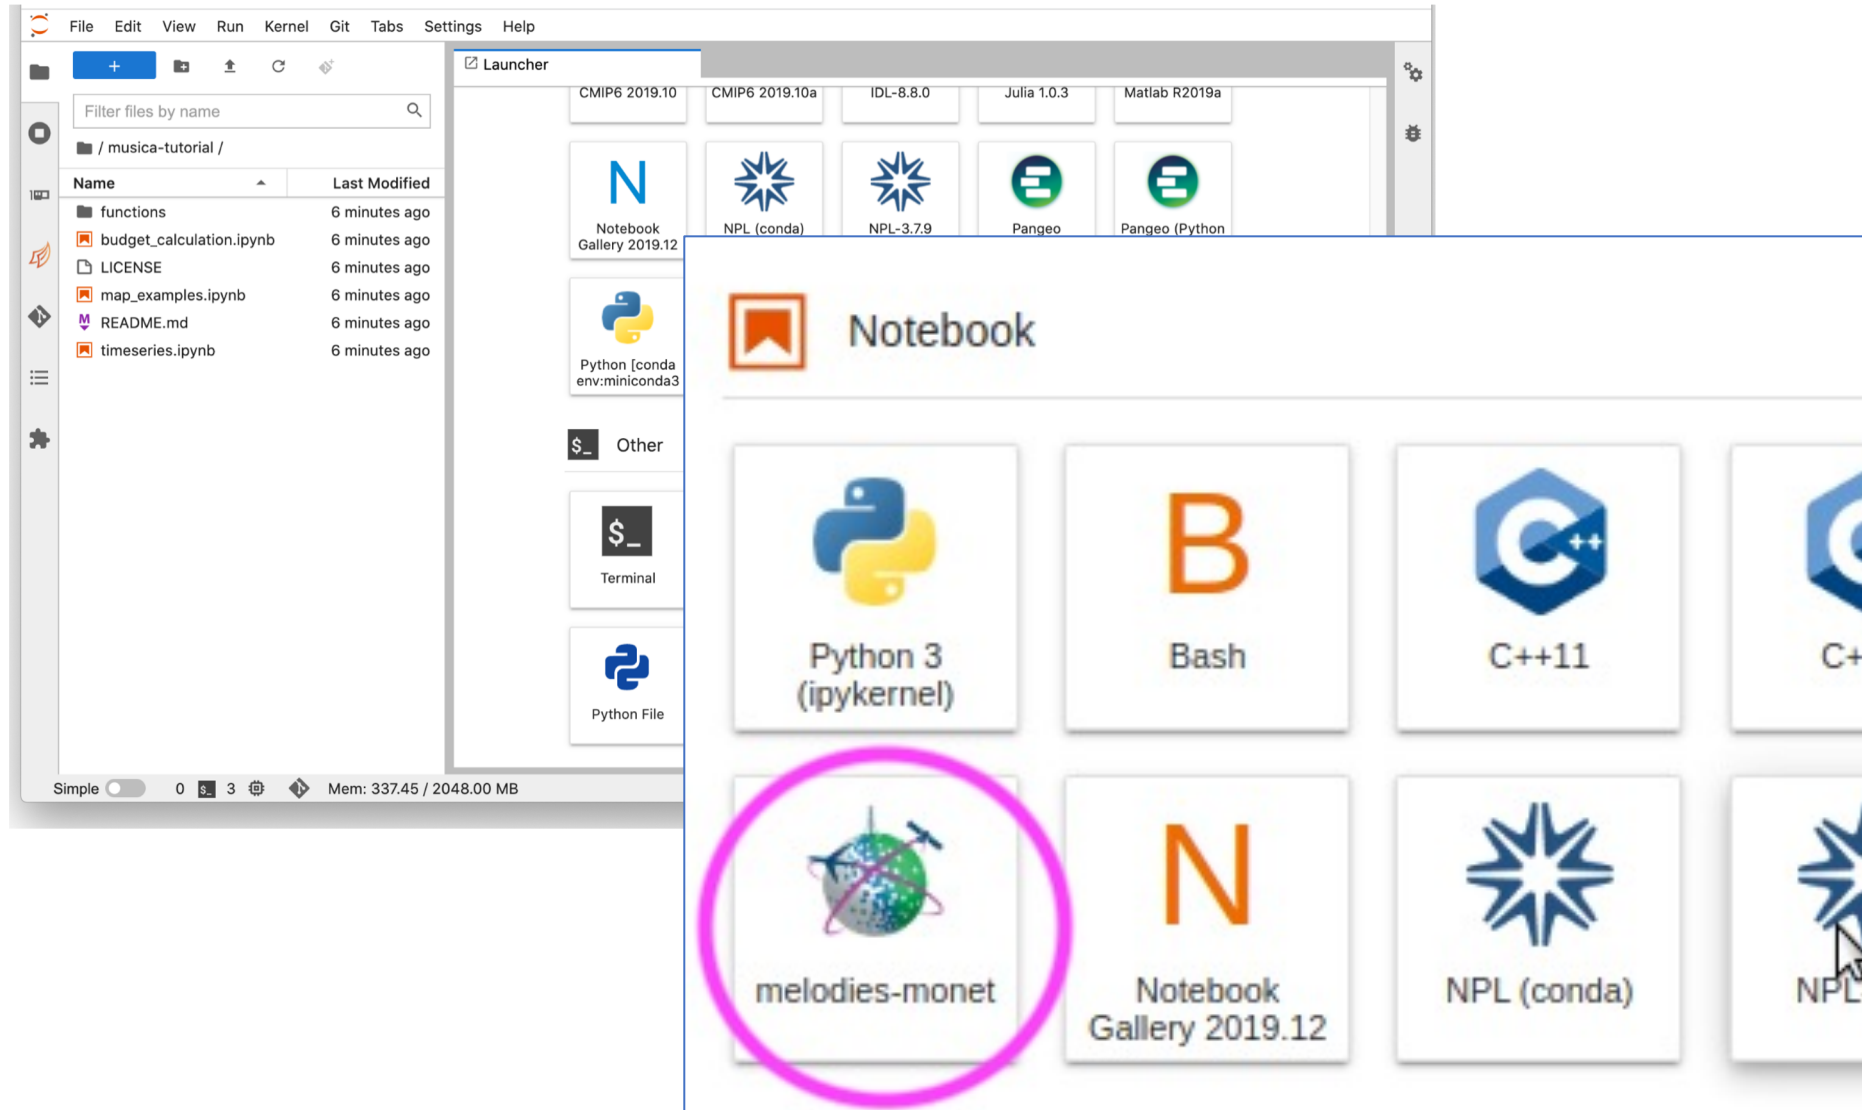 File Edit View Run Kernel Git Tabs Settings Help
+
Filter files by name
/ musica-tutorial /
Name Last Modified
functions 6 minutes ago
budget_calculation.ipynb 6 minutes ago
LICENSE 6 minutes ago
map_examples.ipynb 6 minutes ago
README.md 6 minutes ago
timeseries.ipynb 6 minutes ago
Simple 0 $_ 3 Mem: 337.45 / 2048.00 MB
Launcher
CMIP6 2019.10 CMIP6 2019.10a IDL-8.8.0 Julia 1.0.3 Matlab R2019a
N
Notebook
Gallery 2019.12
NPL (conda)
NPL-3.7.9
Pangeo
Pangeo (Python
Python [conda
env:miniconda3
$_ Other
$_
Terminal
Python File
Notebook
Python 3
(ipykernel)
B
Bash
C++
C++11
C+
melodies-monet
N
Notebook
Gallery 2019.12
NPL (conda)
NPL